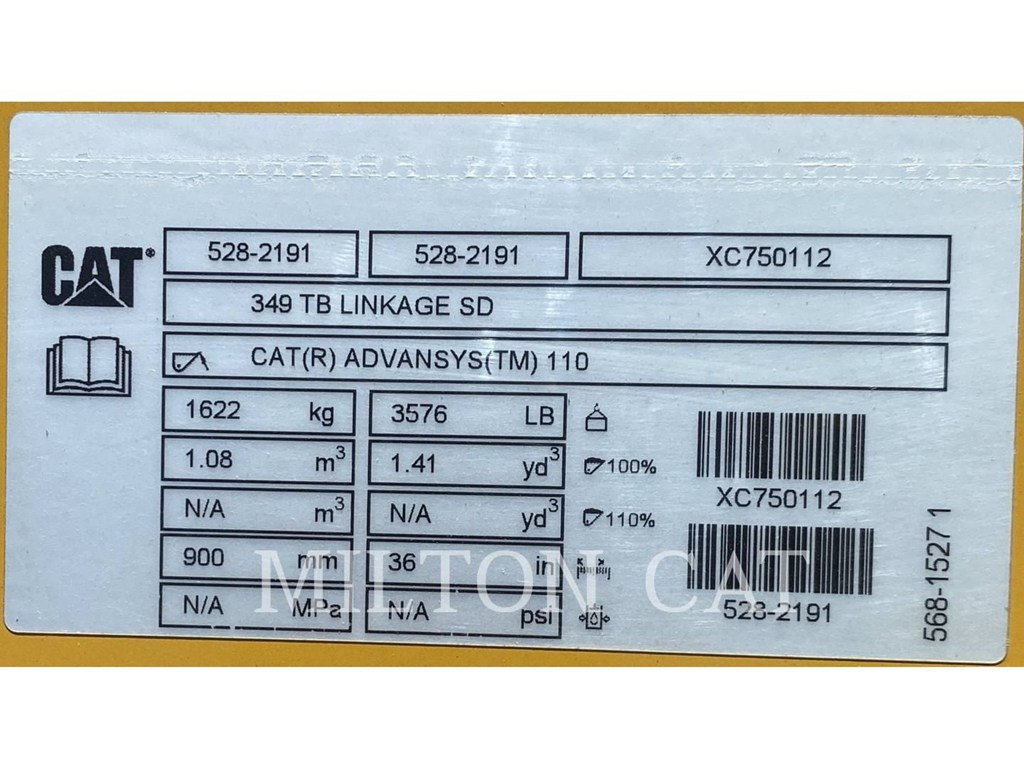 CAT®
528-2191 528-2191 XC750112
349 TB LINKAGE SD
CAT(R) ADVANSYS(TM) 110
1622 kg 3576 LB
1.08 m³ 1.41 yd³ 100%
XC750112
N/A m³ N/A yd³ 110%
900 mm 36 in
MILTON CAT
N/A MPa N/A psi
528-2191
568-1527 1